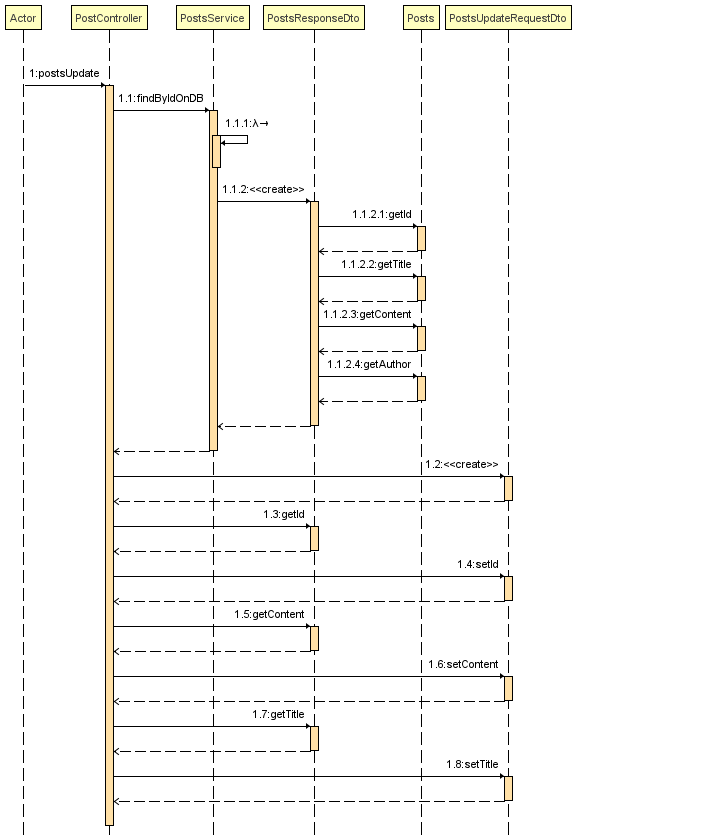 Actor
PostController
PostsService
PostsResponseDto
Posts
PostsUpdateRequestDto
1:postsUpdate
1.1:findByIdOnDB
1.1.1:λ→
1.1.2:<<create>>
1.1.2.1:getId
1.1.2.2:getTitle
1.1.2.3:getContent
1.1.2.4:getAuthor
1.2:<<create>>
1.3:getId
1.4:setId
1.5:getContent
1.6:setContent
1.7:getTitle
1.8:setTitle